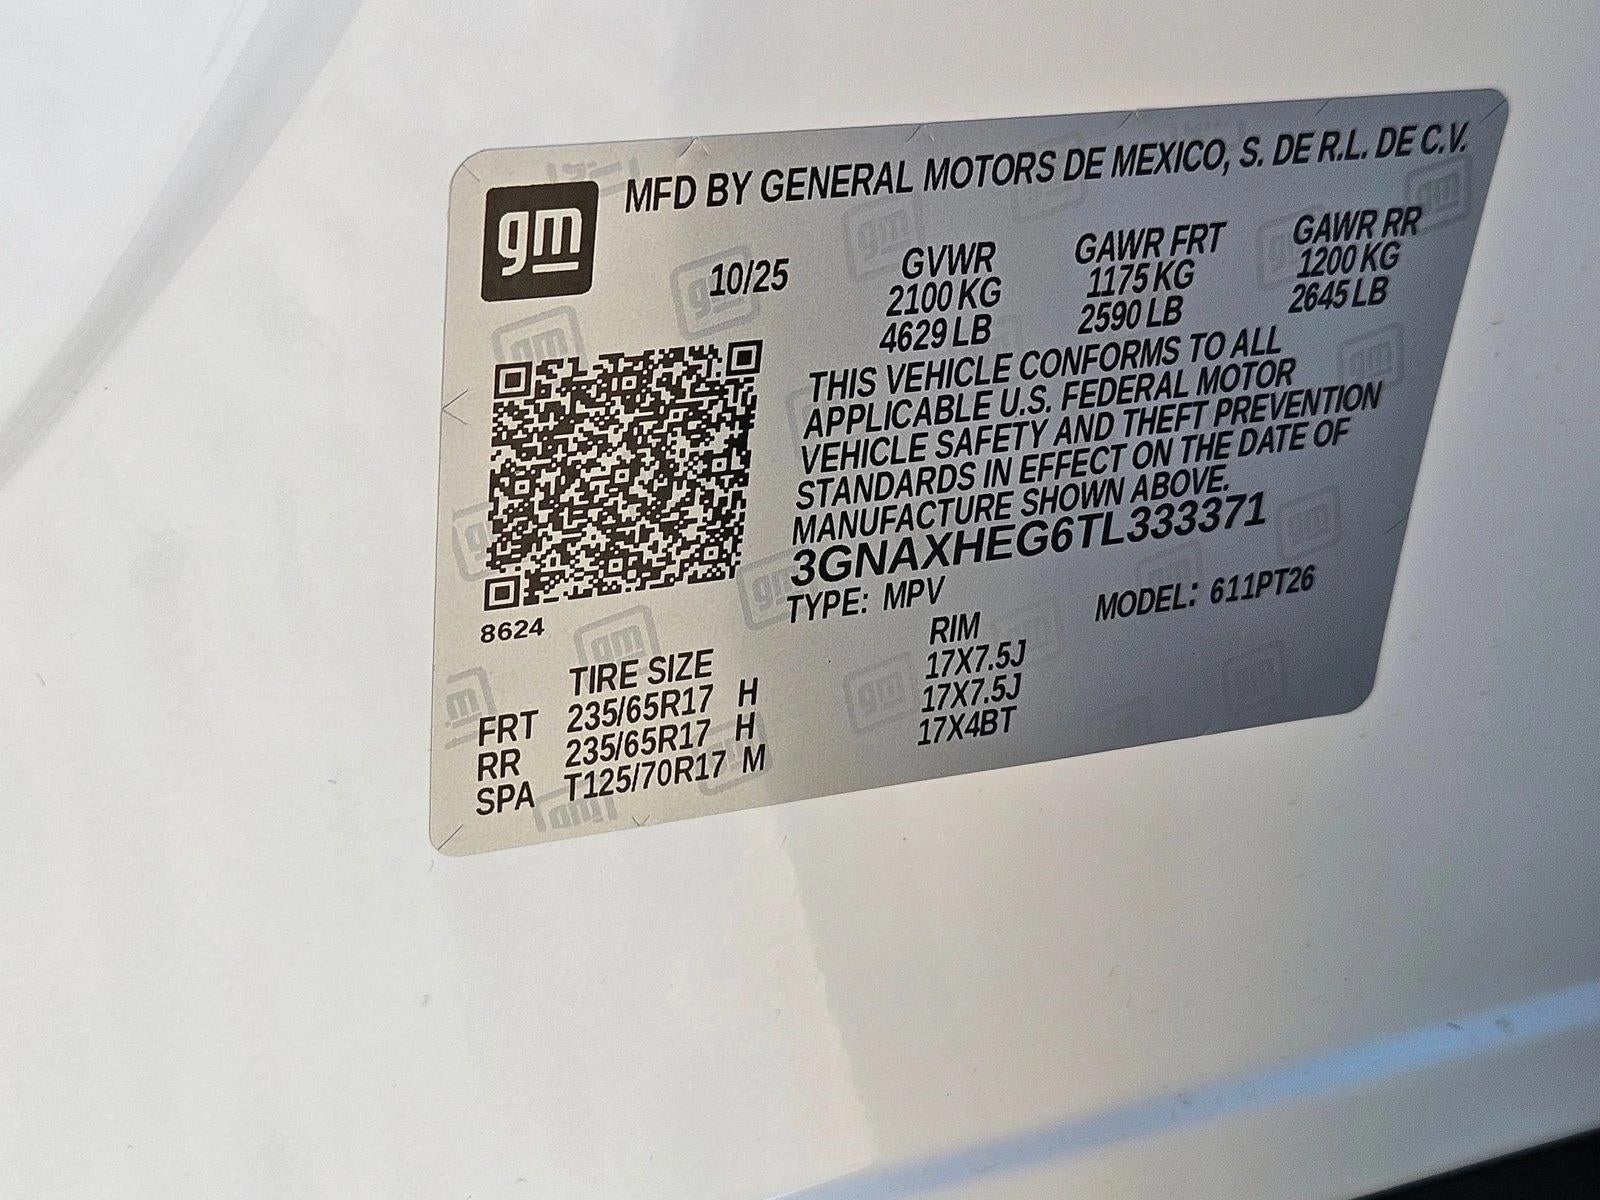 gm
MFD BY GENERAL MOTORS DE MEXICO, S. DE R.L. DE C.V.
10/25
GVWR GAWR FRT GAWR RR
2100 KG 1175 KG 1200 KG
4629 LB 2590 LB 2645 LB
THIS VEHICLE CONFORMS TO ALL
APPLICABLE U.S. FEDERAL MOTOR
VEHICLE SAFETY AND THEFT PREVENTION
STANDARDS IN EFFECT ON THE DATE OF
MANUFACTURE SHOWN ABOVE.
3GNAXHEG6TL333371
TYPE: MPV MODEL: 611PT26
8624
TIRE SIZE RIM
FRT 235/65R17 H 17X7.5J
RR 235/65R17 H 17X7.5J
SPA T125/70R17 M 17X4BT